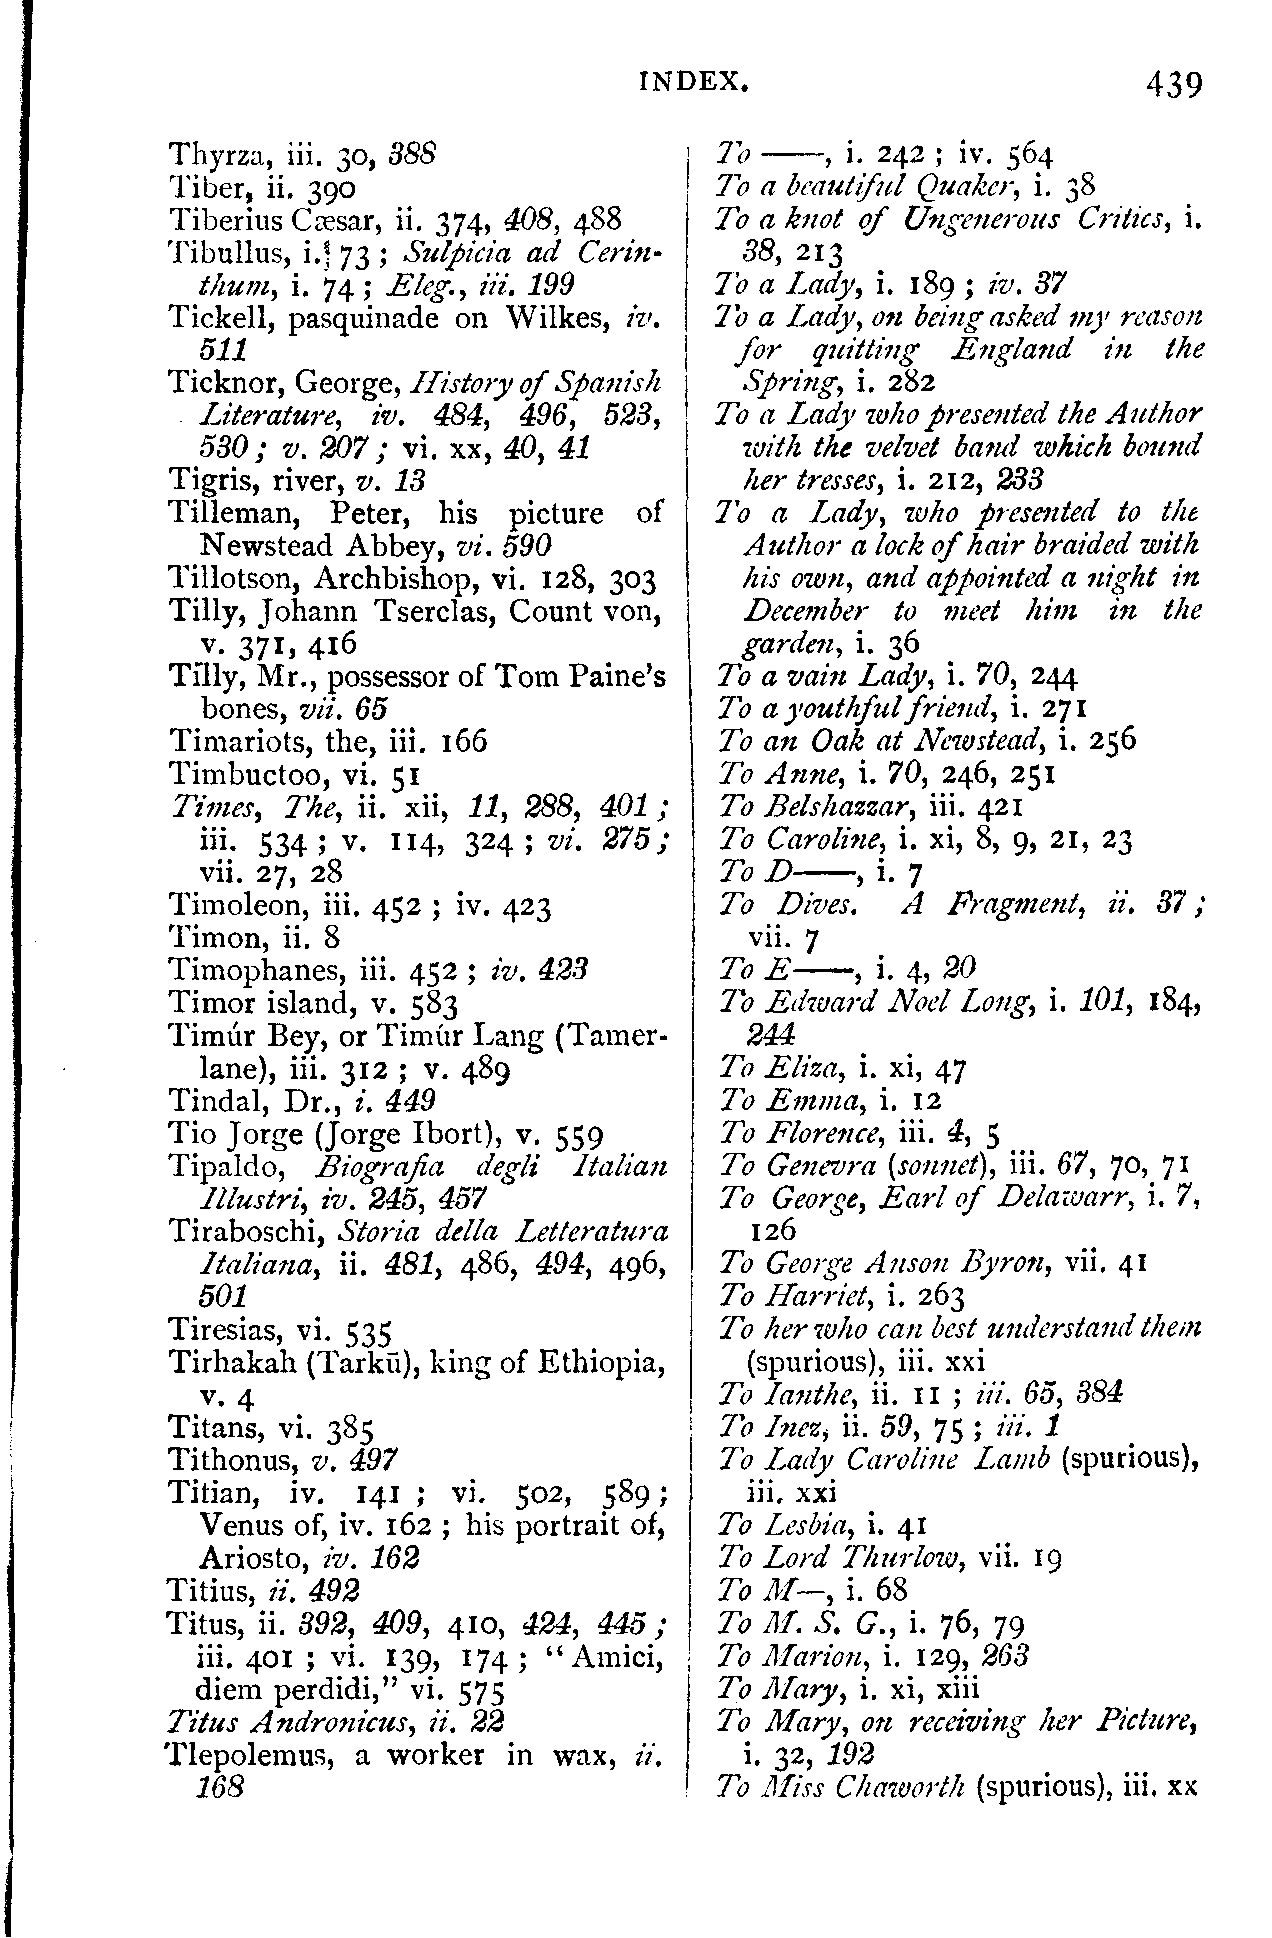 INDEX. 439
Thyrza, iii. 30, 388
Tiber, ii. 390
Tiberius Cæsar, ii. 374, 408, 488
Tibullus, i. 73 ; Sulpicia ad Cerin-
thum, i. 74 ; Eleg., iii. 199
Tickell, pasquinade on Wilkes, iv.
511
Ticknor, George, History of Spanish
Literature, iv. 484, 496, 523,
530 ; v. 207 ; vi. xx, 40, 41
Tigris, river, v. 13
Tilleman, Peter, his picture of
Newstead Abbey, vi. 590
Tillotson, Archbishop, vi. 128, 303
Tilly, Johann Tserclas, Count von,
v. 371, 416
Tilly, Mr., possessor of Tom Paine's
bones, vii. 65
Timariots, the, iii. 166
Timbuctoo, vi. 51
Times, The, ii. xii, 11, 288, 401 ;
iii. 534 ; v. 114, 324 ; vi. 275 ;
vii. 27, 28
Timoleon, iii. 452 ; iv. 423
Timon, ii. 8
Timophanes, iii. 452 ; iv. 423
Timor island, v. 583
Timúr Bey, or Timúr Lang (Tamer-
lane), iii. 312 ; v. 489
Tindal, Dr., i. 449
Tio Jorge (Jorge Ibort), v. 559
Tipaldo, Biografia degli Italian
Illustri, iv. 245, 457
Tiraboschi, Storia della Letteratura
Italiana, ii. 481, 486, 494, 496,
501
Tiresias, vi. 535
Tirhakah (Tarkū), king of Ethiopia,
v. 4
Titans, vi. 385
Tithonus, v. 497
Titian, iv. 141 ; vi. 502, 589 ;
Venus of, iv. 162 ; his portrait of,
Ariosto, iv. 162
Titius, ii. 492
Titus, ii. 392, 409, 410, 424, 445 ;
iii. 401 ; vi. 139, 174 ; "Amici,
diem perdidi," vi. 575
Titus Andronicus, ii. 22
Tlepolemus, a worker in wax, ii.
168
To ——, i. 242 ; iv. 564
To a beautiful Quaker, i. 38
To a knot of Ungenerous Critics, i.
38, 213
To a Lady, i. 189 ; iv. 37
To a Lady, on being asked my reason
for quitting England in the
Spring, i. 282
To a Lady who presented the Author
with the velvet band which bound
her tresses, i. 212, 233
To a Lady, who presented to the
Author a lock of hair braided with
his own, and appointed a night in
December to meet him in the
garden, i. 36
To a vain Lady, i. 70, 244
To a youthful friend, i. 271
To an Oak at Newstead, i. 256
To Anne, i. 70, 246, 251
To Belshazzar, iii. 421
To Caroline, i. xi, 8, 9, 21, 23
To D——, i. 7
To Dives. A Fragment, ii. 37 ;
vii. 7
To E——, i. 4, 20
To Edward Noel Long, i. 101, 184,
244
To Eliza, i. xi, 47
To Emma, i. 12
To Florence, iii. 4, 5
To Genevra (sonnet), iii. 67, 70, 71
To George, Earl of Delawarr, i. 7,
126
To George Anson Byron, vii. 41
To Harriet, i. 263
To her who can best understand them
(spurious), iii. xxi
To Ianthe, ii. 11 ; iii. 65, 384
To Inez, ii. 59, 75 ; iii. 1
To Lady Caroline Lamb (spurious),
iii. xxi
To Lesbia, i. 41
To Lord Thurlow, vii. 19
To M—, i. 68
To M. S. G., i. 76, 79
To Marion, i. 129, 263
To Mary, i. xi, xiii
To Mary, on receiving her Picture,
i. 32, 192
To Miss Chaworth (spurious), iii. xx